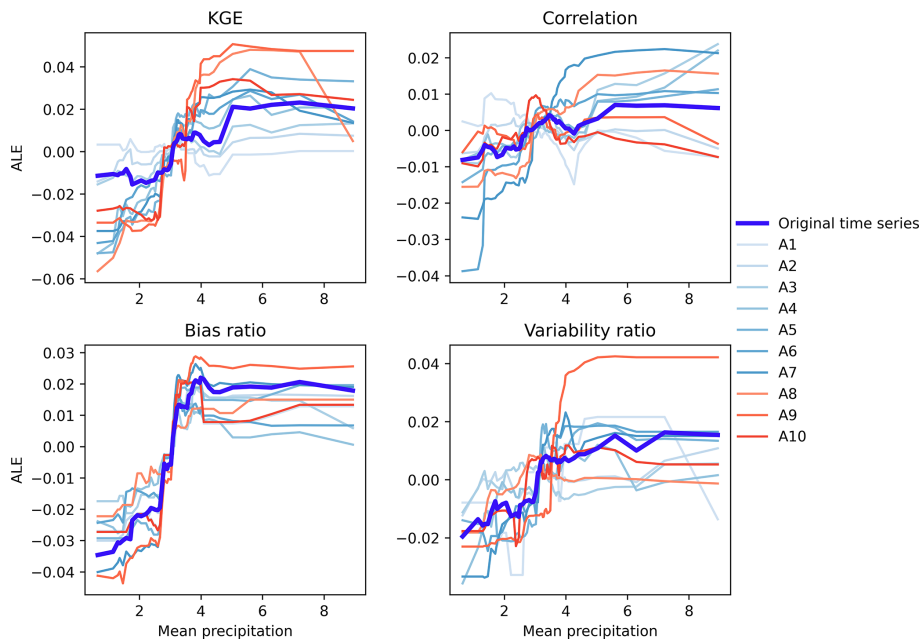 KGE
ALE
0.04
0.02
0.00
−0.02
−0.04
−0.06
2 4 6 8
Correlation
0.02
0.01
0.00
−0.01
−0.02
−0.03
−0.04
2 4 6 8
Bias ratio
ALE
0.03
0.02
0.01
0.00
−0.01
−0.02
−0.03
−0.04
2 4 6 8
Mean precipitation
Variability ratio
0.04
0.02
0.00
−0.02
2 4 6 8
Mean precipitation
Original time series
A1
A2
A3
A4
A5
A6
A7
A8
A9
A10